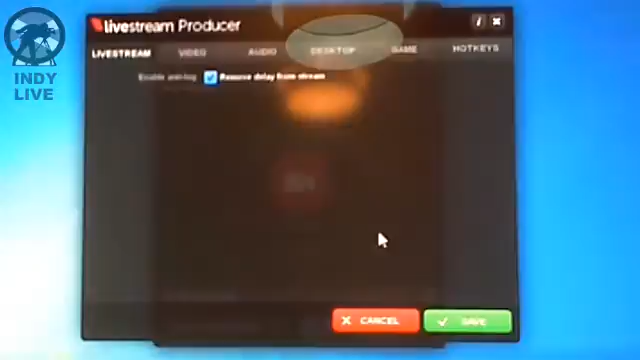 livestream Producer
i
LIVESTREAM VIDEO AUDIO DESKTOP GAME HOTKEYS
Enable anti-lag Remove delay from stream
INDY
LIVE
CANCEL SAVE